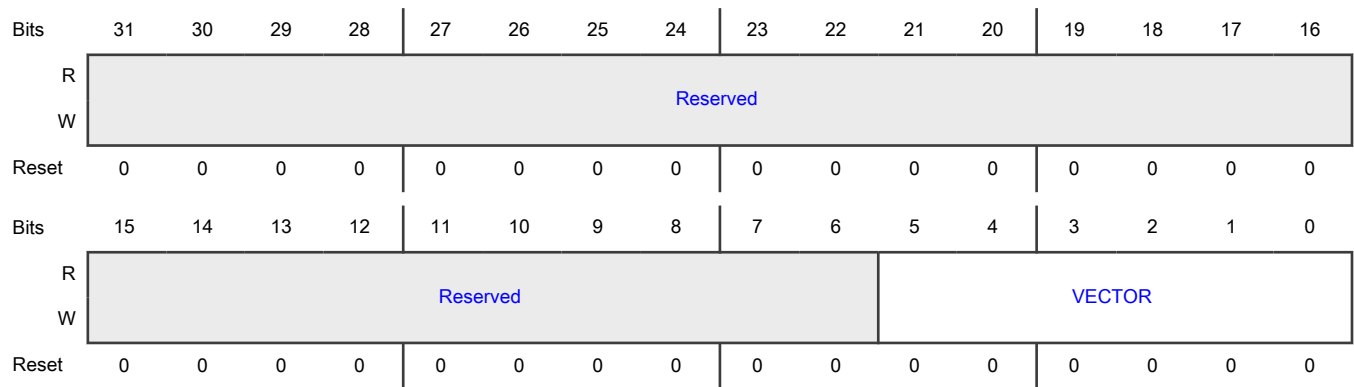 Bits 31 30 29 28 27 26 25 24 23 22 21 20 19 18 17 16
R
Reserved
W
Reset 0 0 0 0 0 0 0 0 0 0 0 0 0 0 0 0
Bits 15 14 13 12 11 10 9 8 7 6 5 4 3 2 1 0
R
Reserved VECTOR
W
Reset 0 0 0 0 0 0 0 0 0 0 0 0 0 0 0 0